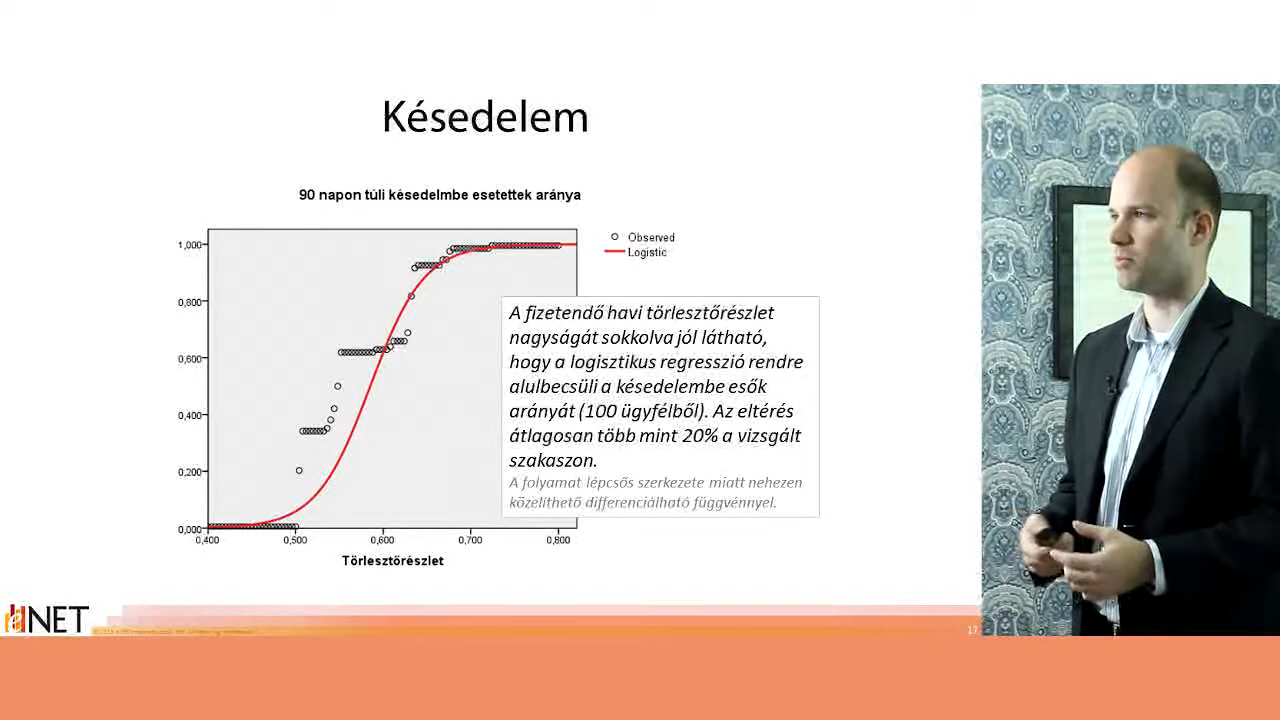 Késedelem
90 napon túli késedelmbe esetettek aránya
1,000
0,800
0,600
0,400
0,200
0,000
0,400
0,500
0,600
0,700
0,800
Törlesztőrészlet
Observed
Logistic
A fizetendő havi törlesztőrészlet
nagyságát sokkolva jól látható,
hogy a logisztikus regresszió rendre
alulbecsüli a késedelembe esők
arányát (100 ügyfélből). Az eltérés
átlagosan több mint 20% a vizsgált
szakaszon.
A folyamat lépcsős szerkezete miatt nehezen
közelíthető differenciálható függvénnyel.
NET
17